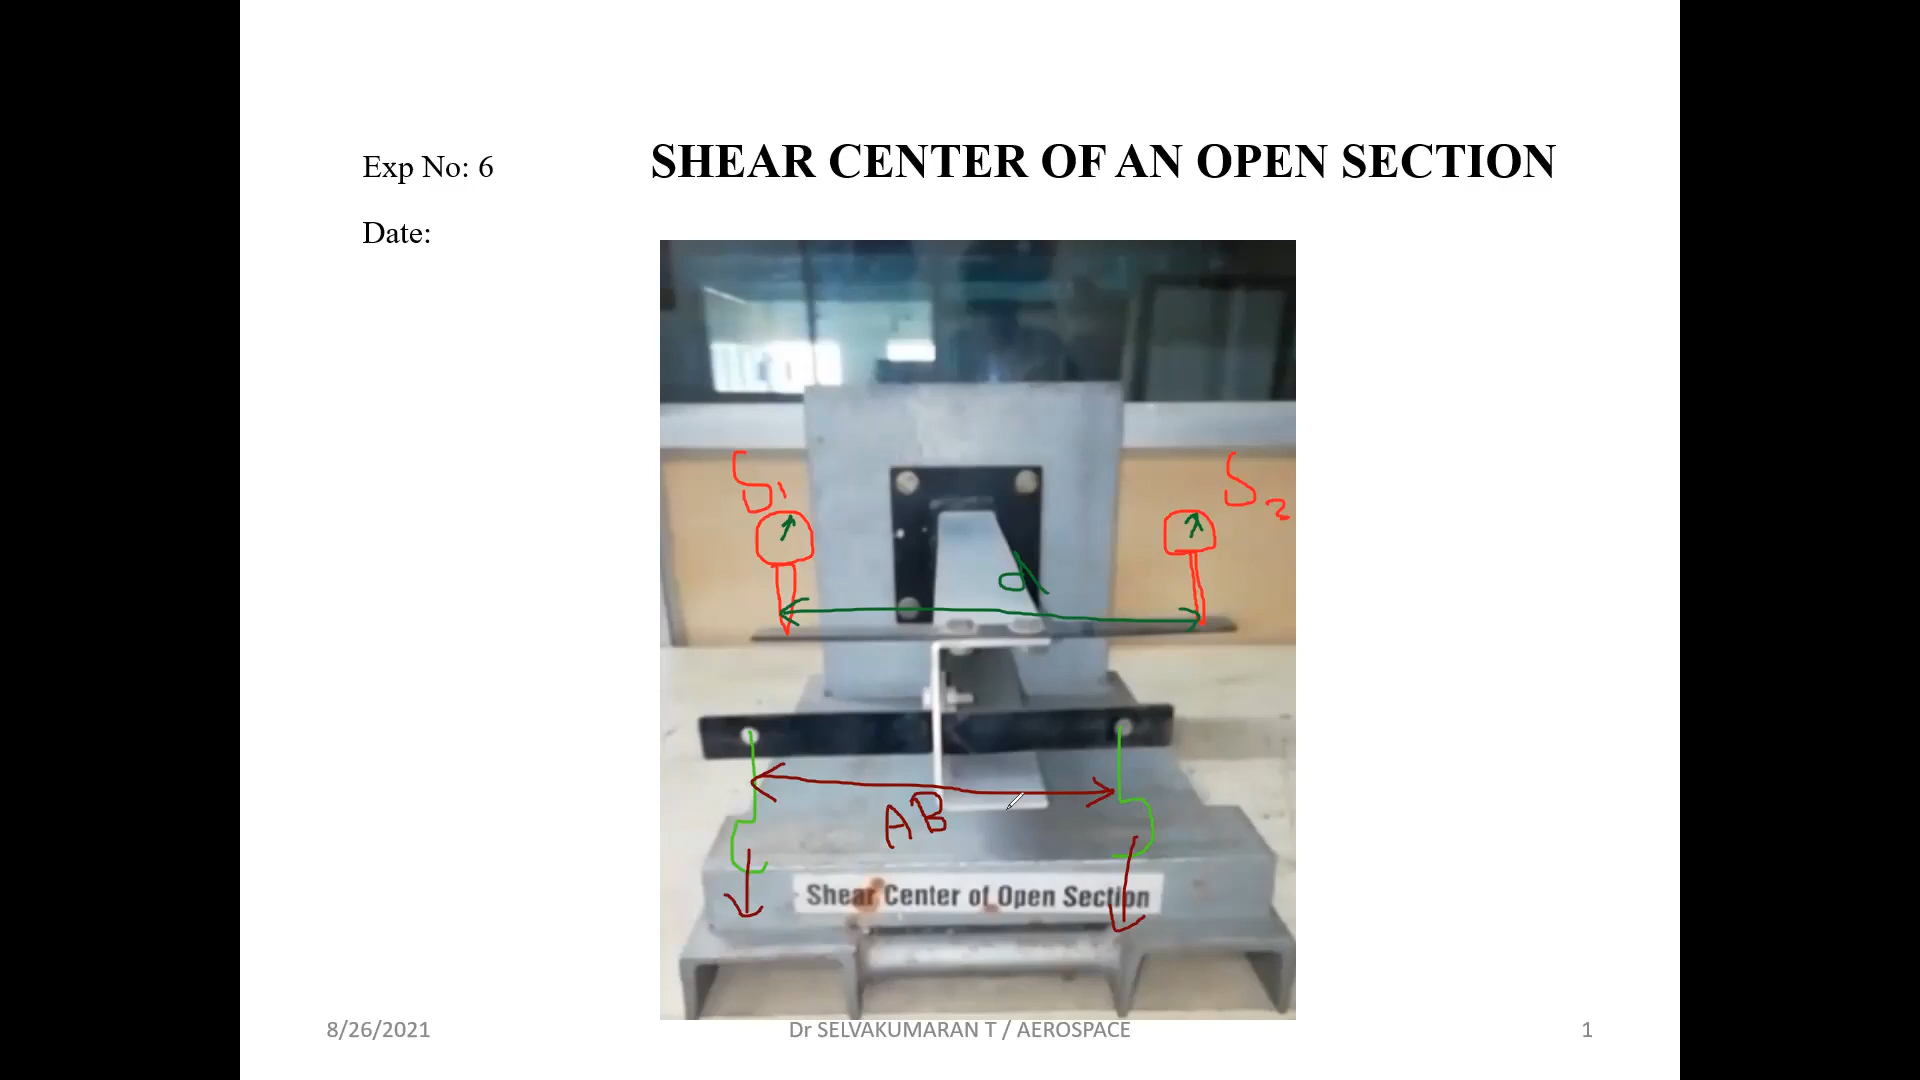 Exp No: 6
SHEAR CENTER OF AN OPEN SECTION
Date:
S1
S2
d
AB
Shear Center of Open Section
8/26/2021
Dr SELVAKUMARAN T / AEROSPACE
1